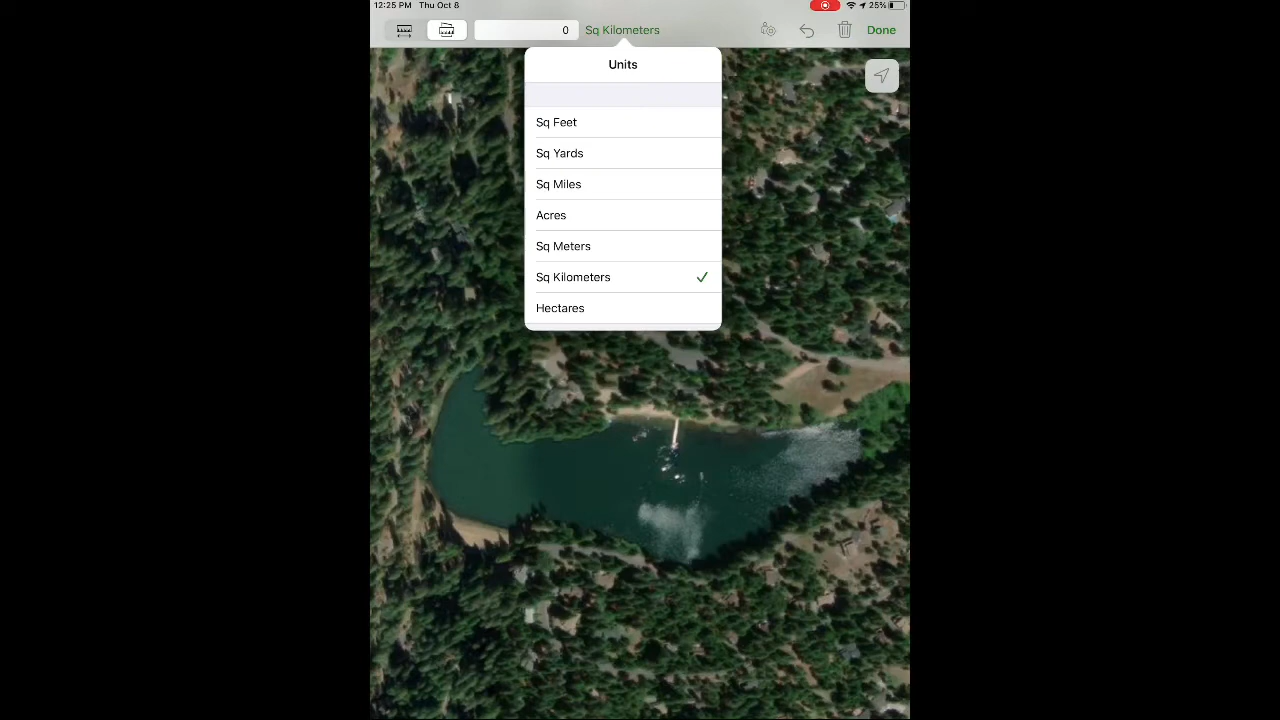 12:25 PM Thu Oct 8
25%
0 Sq Kilometers
Done
Units
Sq Feet
Sq Yards
Sq Miles
Acres
Sq Meters
Sq Kilometers
Hectares